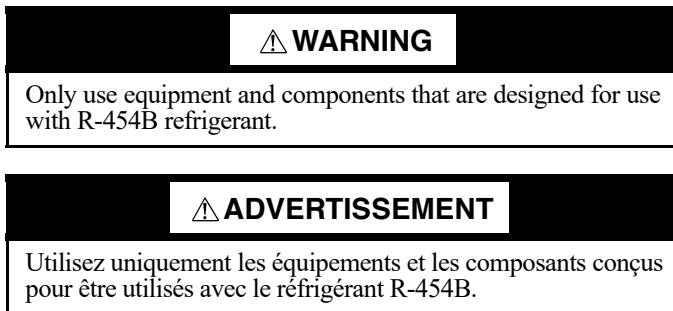 ⚠ WARNING
Only use equipment and components that are designed for use
with R-454B refrigerant.
⚠ ADVERTISSEMENT
Utilisez uniquement les équipements et les composants conçus
pour être utilisés avec le réfrigérant R-454B.